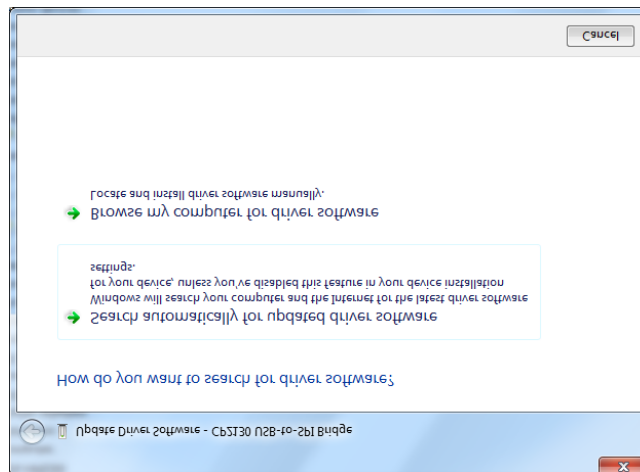 Update Driver Software - CP2130 USB-to-SPI Bridge
How do you want to search for driver software?
Search automatically for updated driver software
Windows will search your computer and the Internet for the latest driver software
for your device, unless you've disabled this feature in your device installation
settings.
Browse my computer for driver software
Locate and install driver software manually.
Cancel